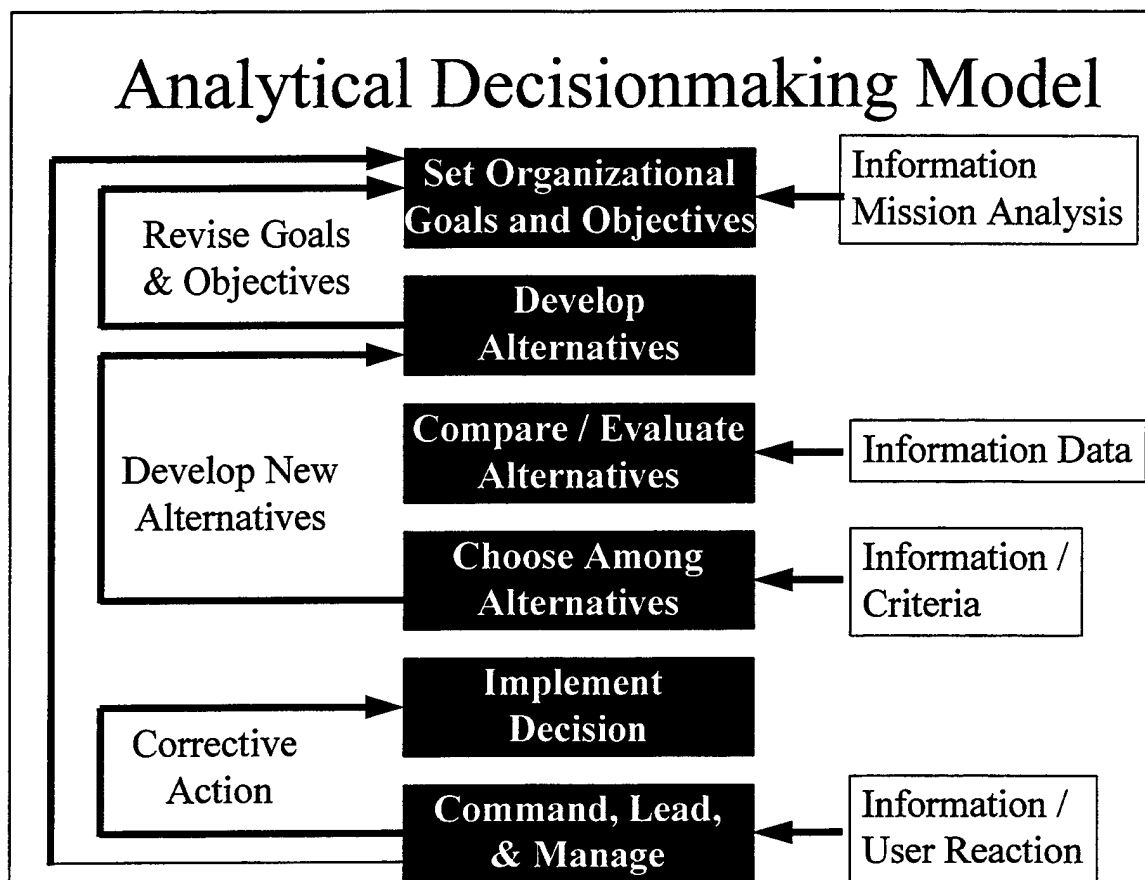 Analytical Decisionmaking Model
Set Organizational
Goals and Objectives
Information
Mission Analysis
Revise Goals
& Objectives
Develop
Alternatives
Compare / Evaluate
Alternatives
Information Data
Develop New
Alternatives
Choose Among
Alternatives
Information /
Criteria
Implement
Decision
Corrective
Action
Command, Lead,
& Manage
Information /
User Reaction